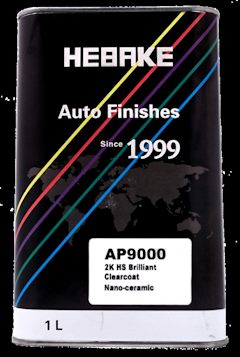 HEBAKE
Auto Finishes
Since 1999
AP9000
2K HS Brilliant
Clearcoat
Nano-ceramic
1 L